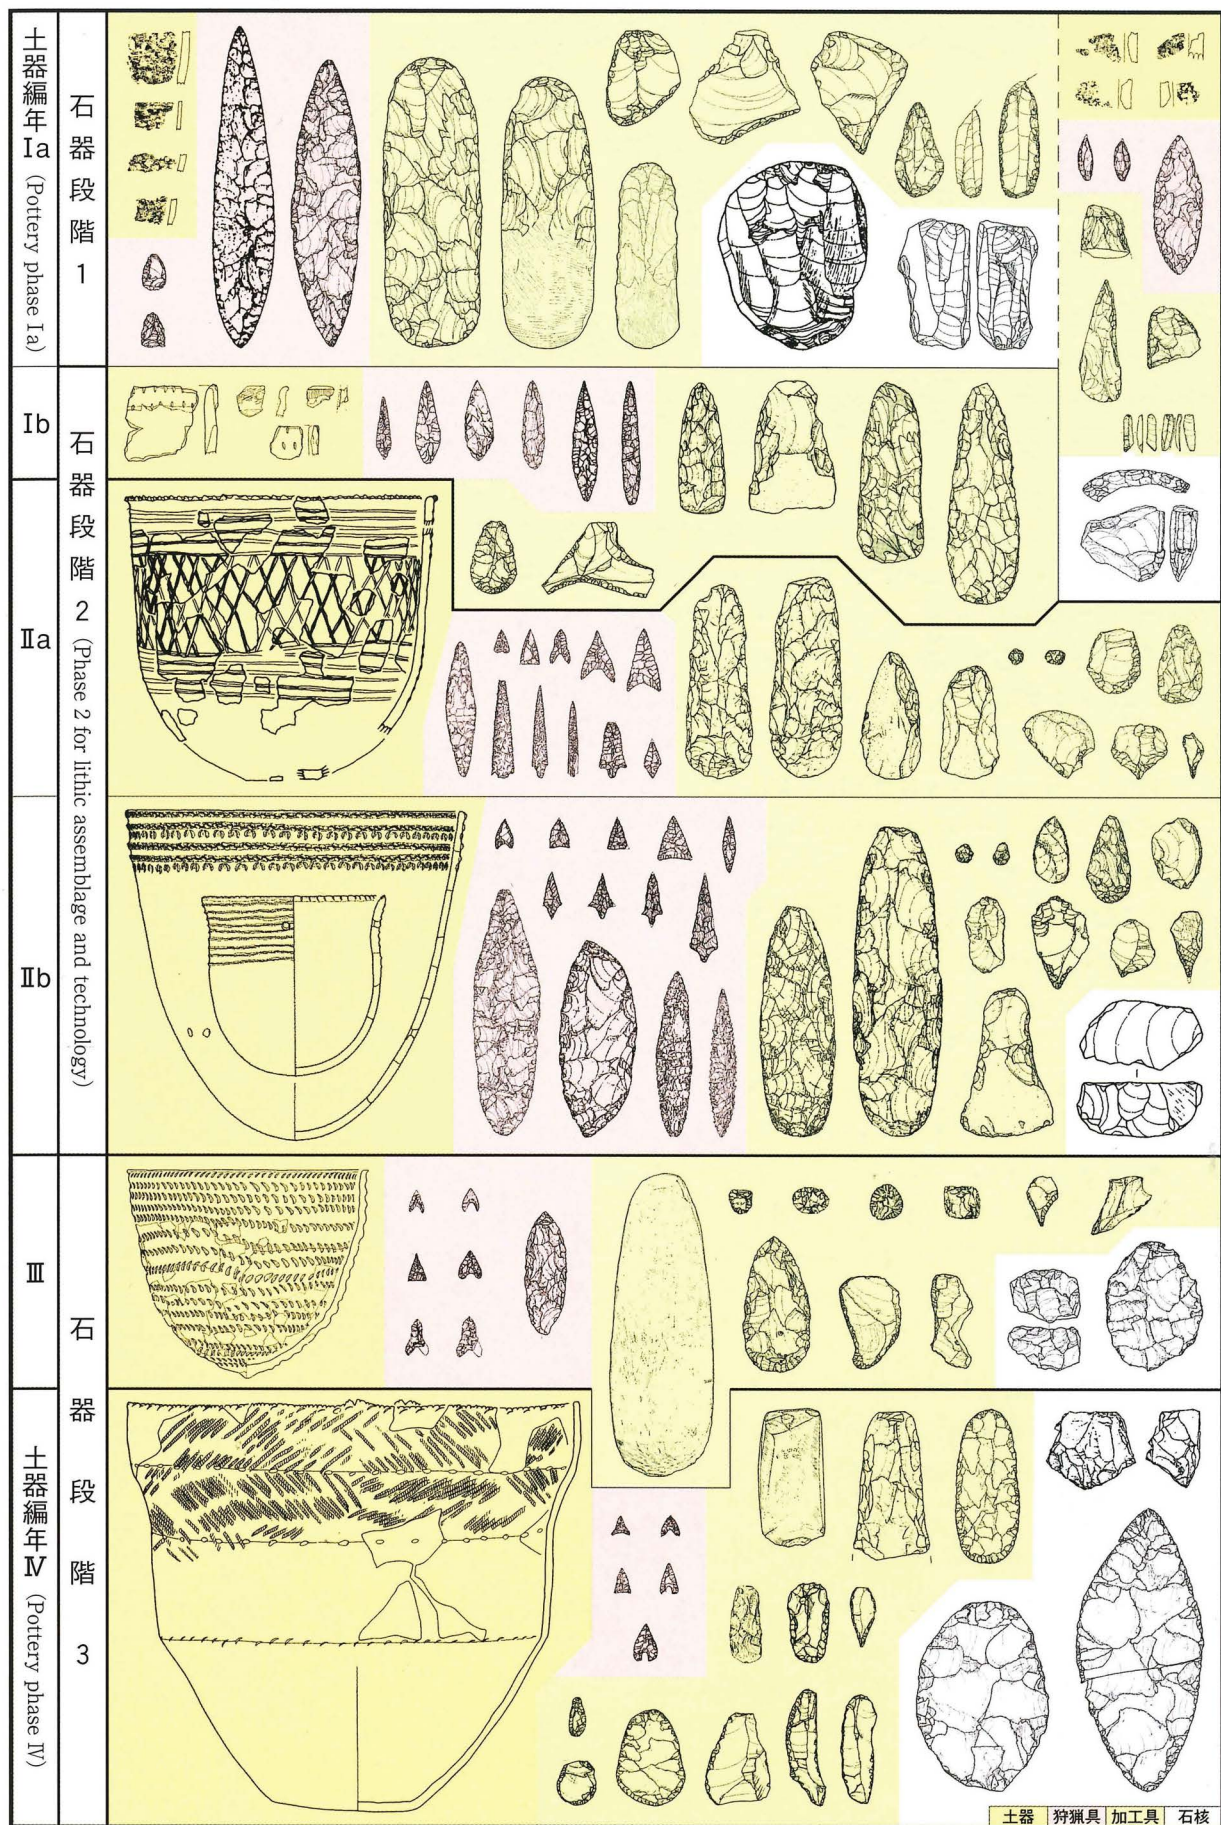 土器編年Ia (Pottery phase Ia)
石器段階1
Ib
石器段階2 (Phase 2 for lithic assemblage and technology)
IIa
IIb
III
石器段階3
土器編年IV (Pottery phase IV)
土器 狩猟具 加工具 石核